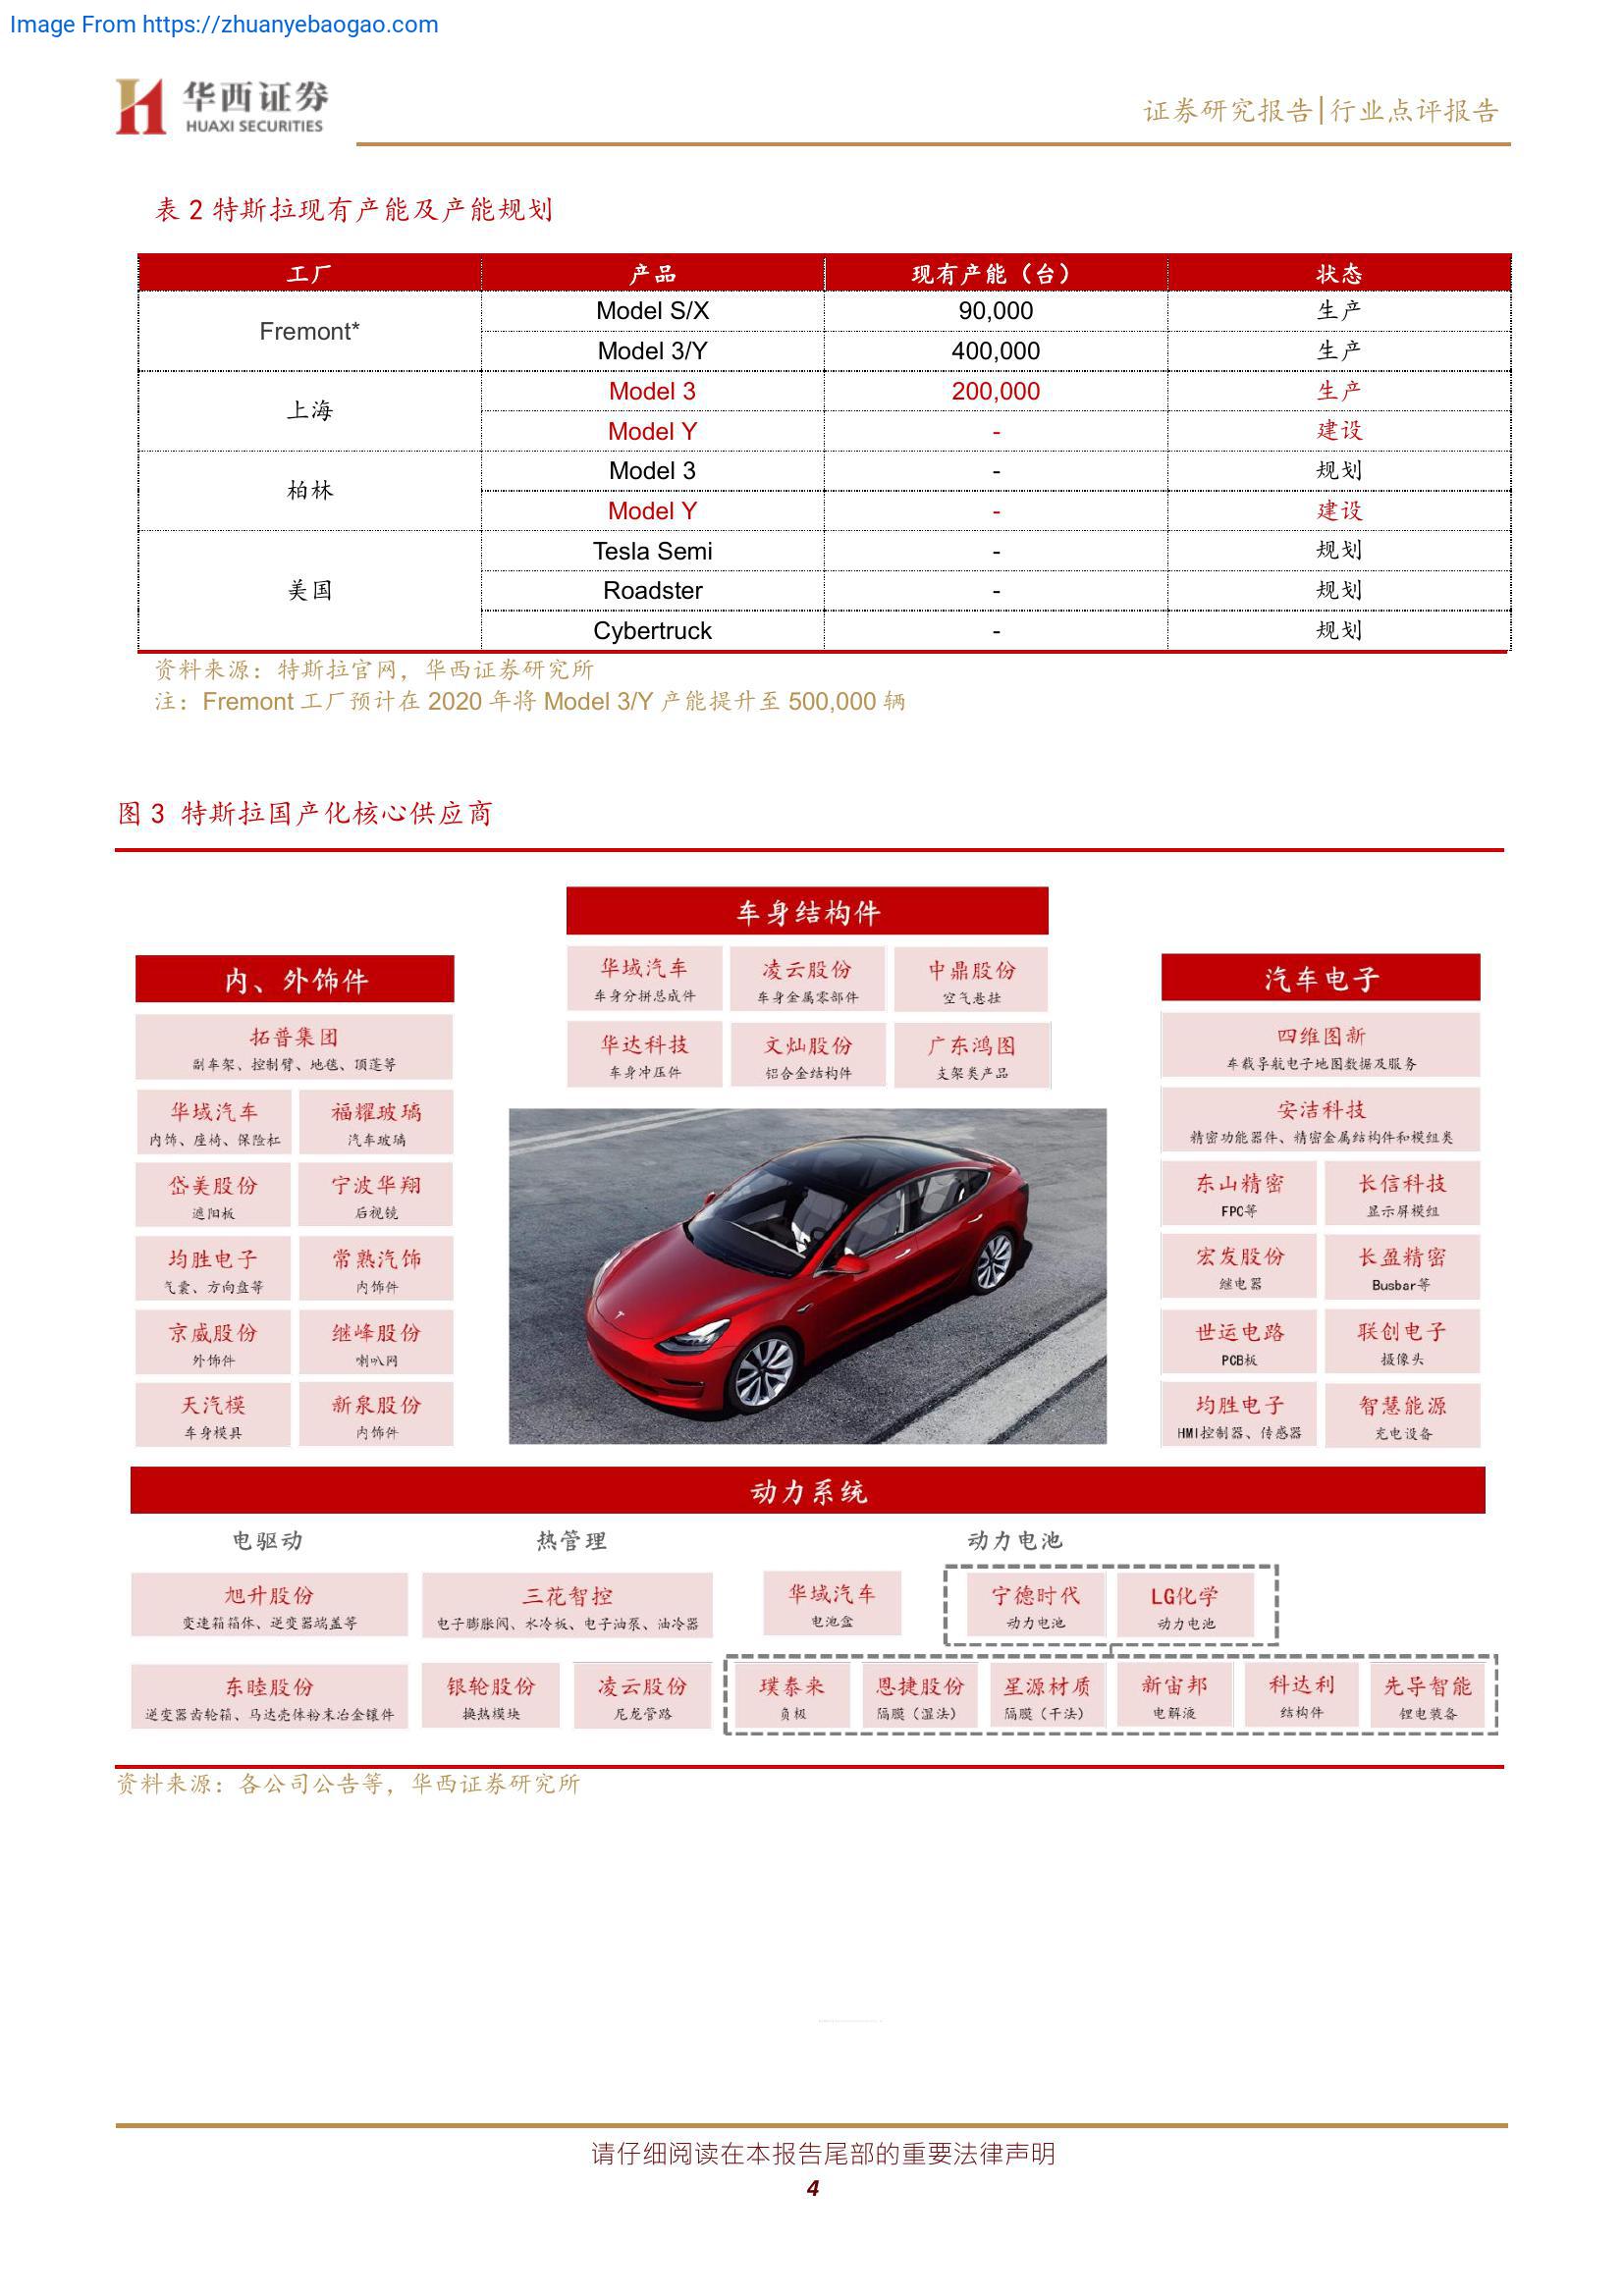 Image From https://zhuanyebaogao.com
华西证券
HUAXI SECURITIES
证券研究报告|行业点评报告
表 2 特斯拉现有产能及产能规划
工厂 产品 现有产能（台） 状态
Fremont* Model S/X 90,000 生产
Model 3/Y 400,000 生产
上海 Model 3 200,000 生产
Model Y - 建设
柏林 Model 3 - 规划
Model Y - 建设
美国 Tesla Semi - 规划
Roadster - 规划
Cybertruck - 规划
资料来源：特斯拉官网，华西证券研究所
注：Fremont 工厂预计在 2020 年将 Model 3/Y 产能提升至 500,000 辆
图 3 特斯拉国产化核心供应商
车身结构件
华域汽车 凌云股份 中鼎股份
车身分拼总成件 车身金属零部件 空气悬挂
华达科技 文灿股份 广东鸿图
车身冲压件 铝合金结构件 支架类产品
内、外饰件
拓普集团
副车架、控制臂、地毯、顶蓬等
华域汽车 福耀玻璃
内饰、座椅、保险杠 汽车玻璃
岱美股份 宁波华翔
遮阳板 后视镜
均胜电子 常熟汽饰
气囊、方向盘等 内饰件
京威股份 继峰股份
外饰件 喇叭网
天汽模 新泉股份
车身模具 内饰件
汽车电子
四维图新
车载导航电子地图数据及服务
安洁科技
精密功能器件、精密金属结构件和模组类
东山精密 长信科技
FPC等 显示屏模组
宏发股份 长盈精密
继电器 Busbar等
世运电路 联创电子
PCB板 摄像头
均胜电子 智慧能源
HMI控制器、传感器 充电设备
动力系统
电驱动 热管理 动力电池
旭升股份 三花智控 华域汽车 宁德时代 LG化学
变速箱箱体、逆变器端盖等 电子膨胀阀、水冷板、电子油泵、油冷器 电池盒 动力电池 动力电池
东睦股份 银轮股份 凌云股份 璞泰来 恩捷股份 星源材质 新宙邦 科达利 先导智能
逆变器齿轮箱、马达壳体粉末冶金镶件 换热模块 尼龙管路 负极 隔膜（湿法） 隔膜（干法） 电解液 结构件 锂电装备
资料来源：各公司公告等，华西证券研究所
请仔细阅读在本报告尾部的重要法律声明
4